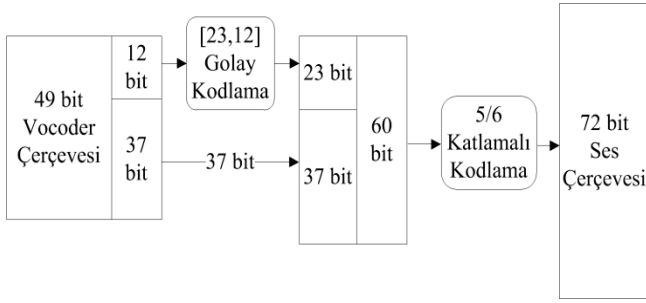 49 bit
Vocoder
Çerçevesi
12
bit
37
bit
[23,12]
Golay
Kodlama
37 bit
23 bit
37 bit
60
bit
5/6
Katlamalı
Kodlama
72 bit
Ses
Çerçevesi